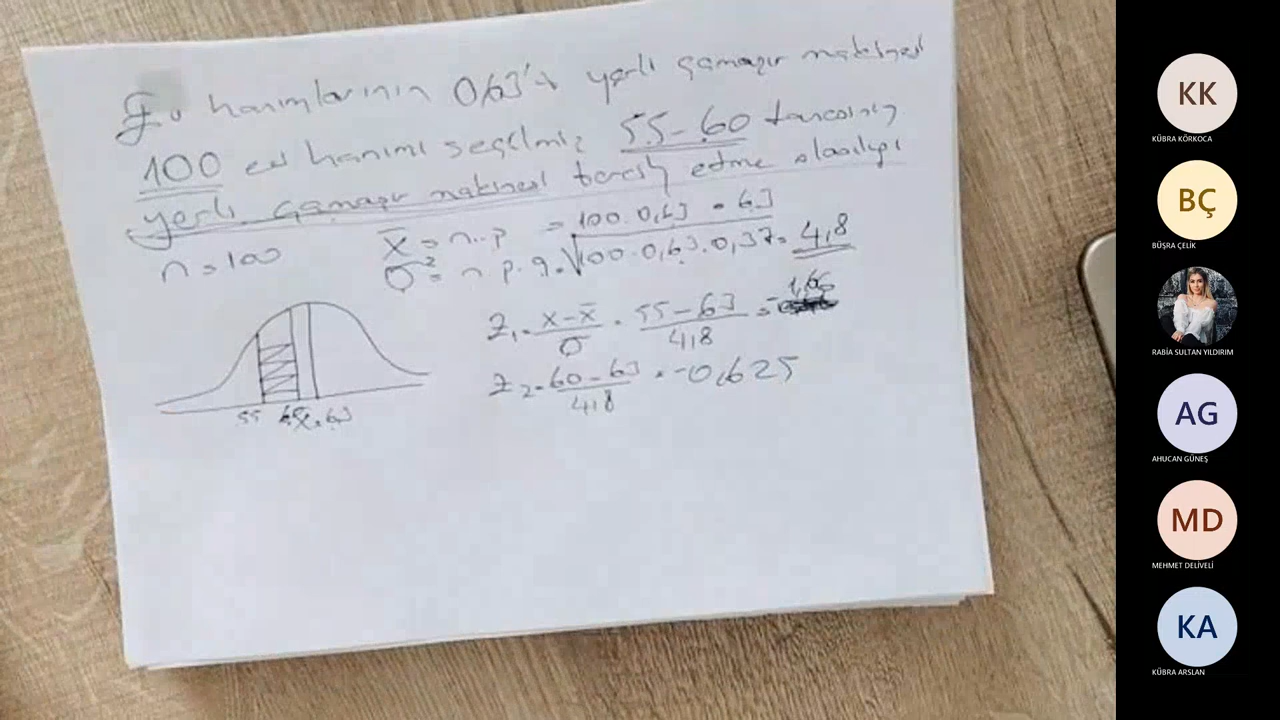 Ev hanımlarının 0,63'ü yerli çamaşır makinesi
100 ev hanımı seçilmiş 55-60 tanesinin
yerli çamaşır makinesi tercih etme olasılığı
n = 100
x̄ = n.p = 100.0,63 = 63
σ² = n.p.q = √100.0,63.0,37 = 4,8
Z₁ = x-x̄/σ = 55-63/4,8 = 1,66
Z₂ = 60-63/4,8 = -0,625
55 x̄=63
KK
KÜBRA KÖRKOCA
BÇ
BÜŞRA ÇELİK
RABİA SULTAN YILDIRIM
AG
AHUCAN GÜNEŞ
MD
MEHMET DELİVELİ
KA
KÜBRA ARSLAN